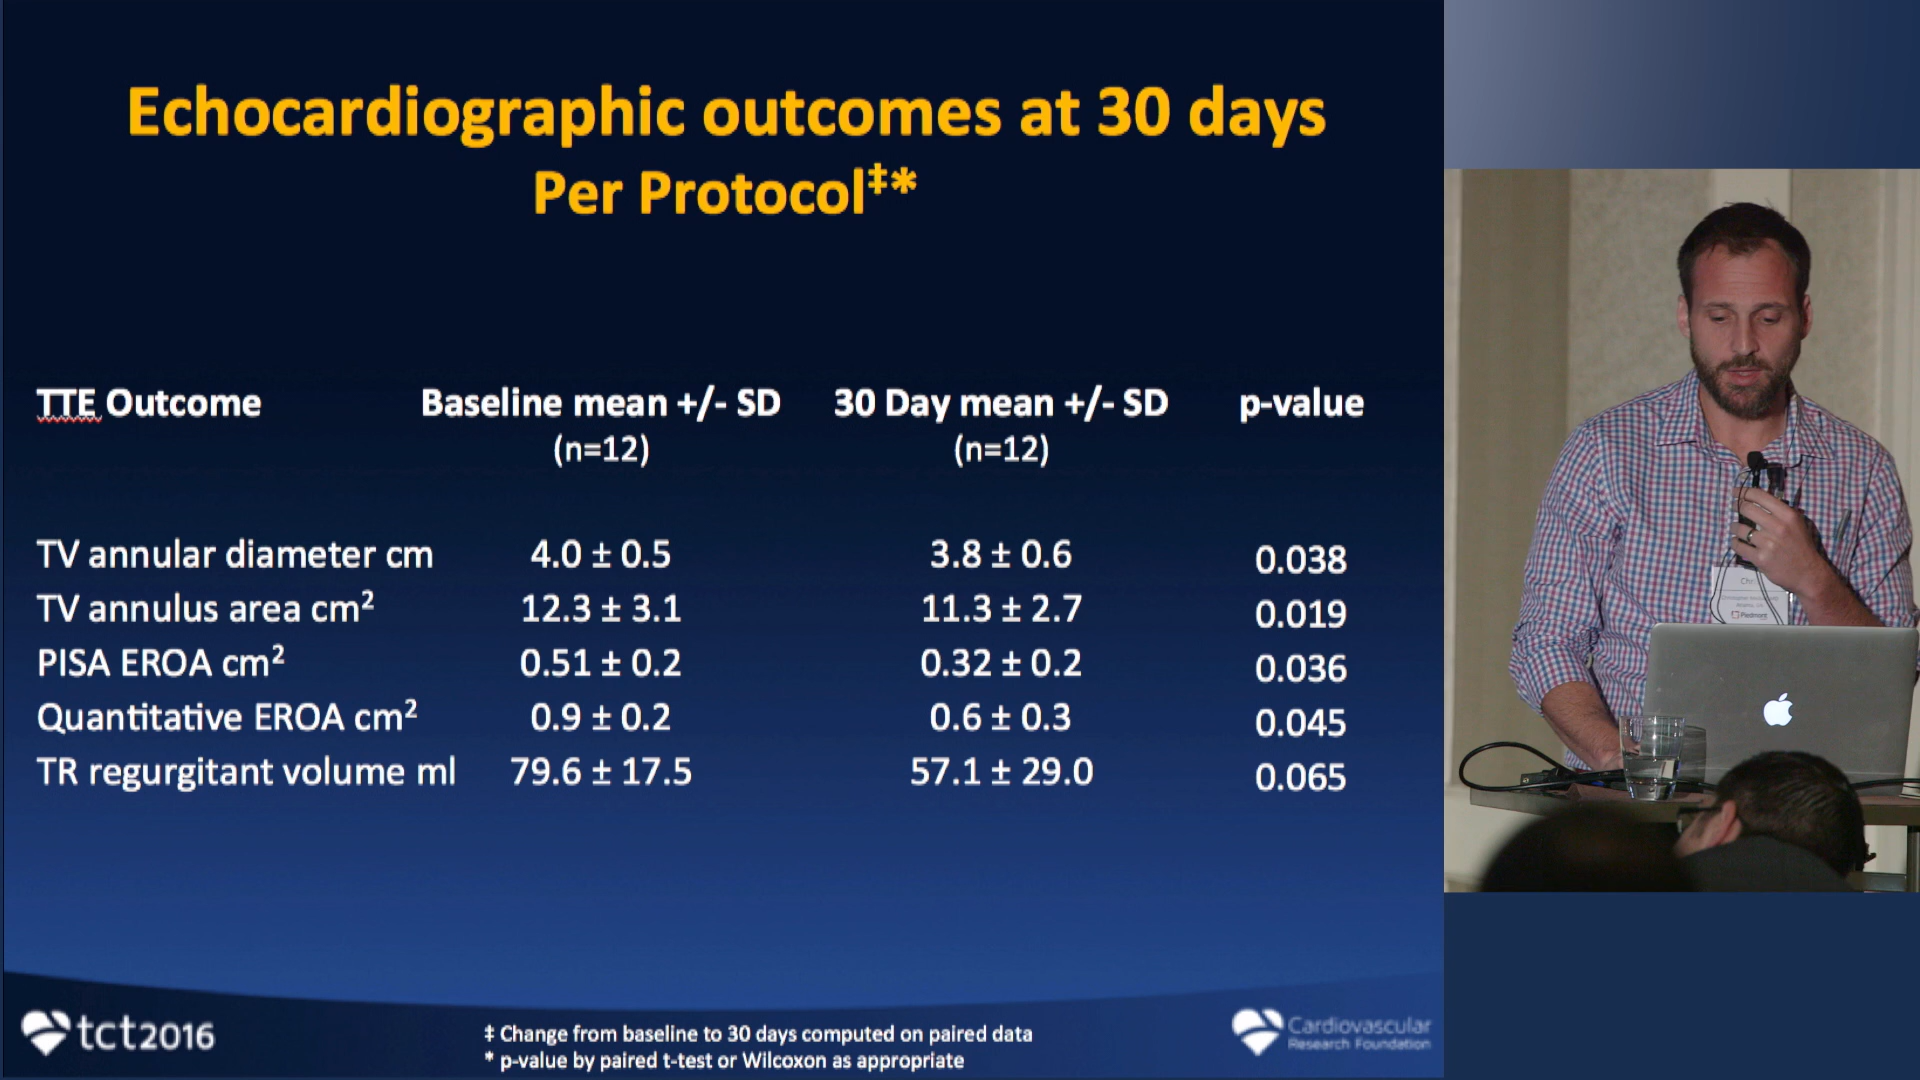 Echocardiographic outcomes at 30 days
Per Protocol‡*
TTE Outcome Baseline mean +/- SD 30 Day mean +/- SD p-value
(n=12) (n=12)
TV annular diameter cm 4.0 ± 0.5 3.8 ± 0.6 0.038
TV annulus area cm² 12.3 ± 3.1 11.3 ± 2.7 0.019
PISA EROA cm² 0.51 ± 0.2 0.32 ± 0.2 0.036
Quantitative EROA cm² 0.9 ± 0.2 0.6 ± 0.3 0.045
TR regurgitant volume ml 79.6 ± 17.5 57.1 ± 29.0 0.065
tct2016
‡ Change from baseline to 30 days computed on paired data
* p-value by paired t-test or Wilcoxon as appropriate
Cardiovascular
Research Foundation
Piedmont